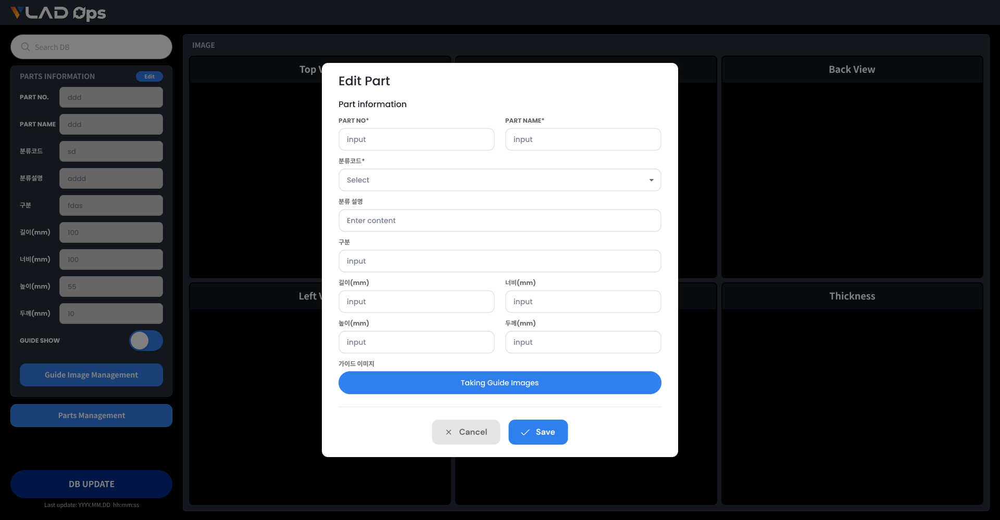 VLAD Ops
Search DB
PARTS INFORMATION
Edit
PART NO.
ddd
PART NAME
ddd
분류코드
sd
분류설명
addd
구분
fdas
길이(mm)
100
너비(mm)
100
높이(mm)
55
두께(mm)
10
GUIDE SHOW
Guide Image Management
Parts Management
DB UPDATE
Last update: YYYY.MM.DD hh:mm:ss
IMAGE
Top V
Back View
Left V
Thickness
Edit Part
Part information
PART NO*
PART NAME*
input
input
분류코드*
Select
분류 설명
Enter content
구분
input
길이(mm)
너비(mm)
input
input
높이(mm)
두께(mm)
input
input
가이드 이미지
Taking Guide Images
Cancel
Save